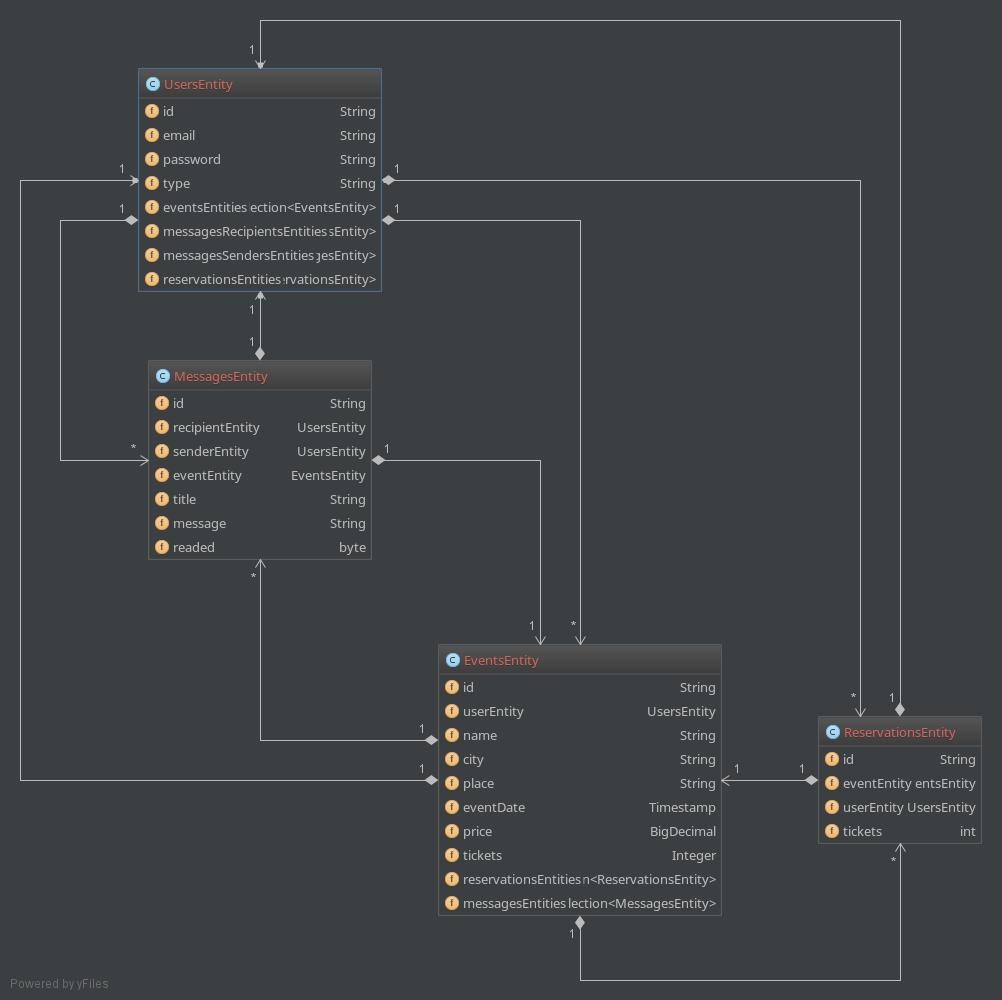 1
UsersEntity
id String
email String
password String
type String
eventsEntities ection<EventsEntity>
messagesRecipientsEntities sEntity>
messagesSendersEntities gesEntity>
reservationsEntities rvationsEntity>
1
1
1
1
1
1
MessagesEntity
id String
recipientEntity UsersEntity
senderEntity UsersEntity
eventEntity EventsEntity
title String
message String
readed byte
*
1
*
1
*
EventsEntity
id String
userEntity UsersEntity
name String
city String
place String
eventDate Timestamp
price BigDecimal
tickets Integer
reservationsEntities n<ReservationsEntity>
messagesEntities lection<MessagesEntity>
1
1
1
*
1
ReservationsEntity
id String
eventEntity entsEntity
userEntity UsersEntity
tickets int
1
1
*
Powered by yFiles